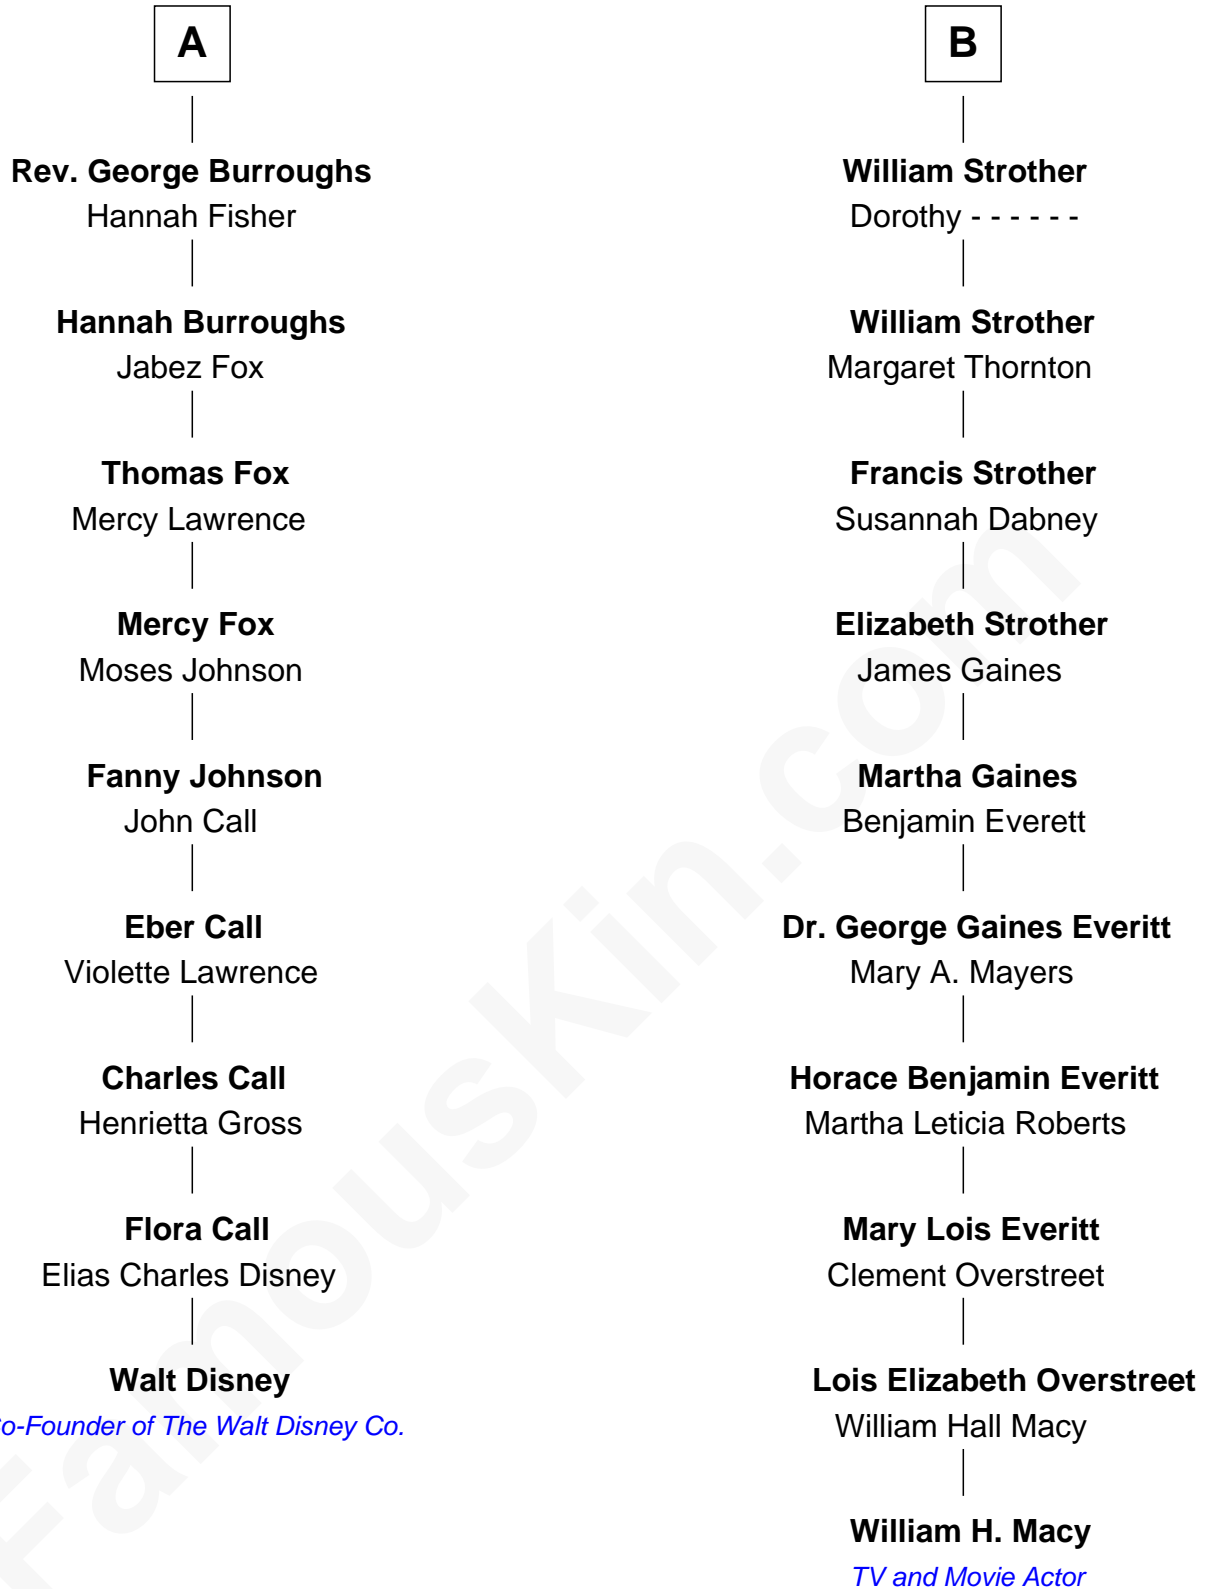 A
Rev. George Burroughs
Hannah Fisher
Hannah Burroughs
Jabez Fox
Thomas Fox
Mercy Lawrence
Mercy Fox
Moses Johnson
Fanny Johnson
John Call
Eber Call
Violette Lawrence
Charles Call
Henrietta Gross
Flora Call
Elias Charles Disney
Walt Disney
o-Founder of The Walt Disney Co.
B
William Strother
Dorothy - - - - - -
William Strother
Margaret Thornton
Francis Strother
Susannah Dabney
Elizabeth Strother
James Gaines
Martha Gaines
Benjamin Everett
Dr. George Gaines Everitt
Mary A. Mayers
Horace Benjamin Everitt
Martha Leticia Roberts
Mary Lois Everitt
Clement Overstreet
Lois Elizabeth Overstreet
William Hall Macy
William H. Macy
TV and Movie Actor
FamousKin.com